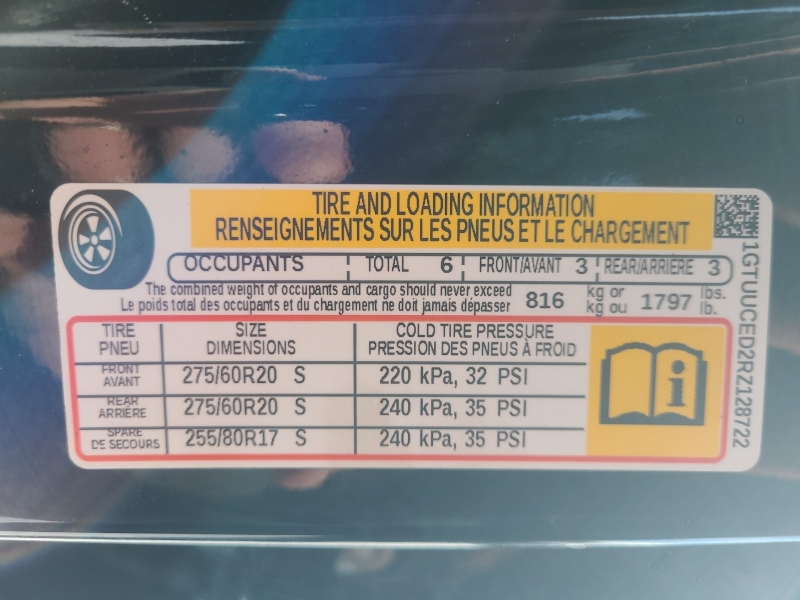 TIRE AND LOADING INFORMATION
RENSEIGNEMENTS SUR LES PNEUS ET LE CHARGEMENT
OCCUPANTS TOTAL 6 FRONT/AVANT 3 REAR/ARRIÈRE 3
The combined weight of occupants and cargo should never exceed 816 kg or 1797 lbs.
Le poids total des occupants et du chargement ne doit jamais dépasser kg ou lb.
TIRE SIZE COLD TIRE PRESSURE
PNEU DIMENSIONS PRESSION DES PNEUS À FROID
FRONT
AVANT 275/60R20 S 220 kPa, 32 PSI
REAR
ARRIÈRE 275/60R20 S 240 kPa, 35 PSI
SPARE
DE SECOURS 255/80R17 S 240 kPa, 35 PSI
i
1GTUUCED2RZ128722